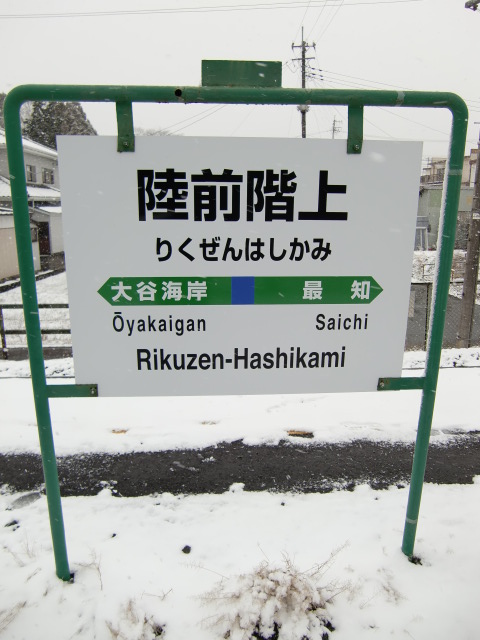 陸前階上
りくぜんはしかみ
大谷海岸 最知
Ōyakaigan Saichi
Rikuzen-Hashikami